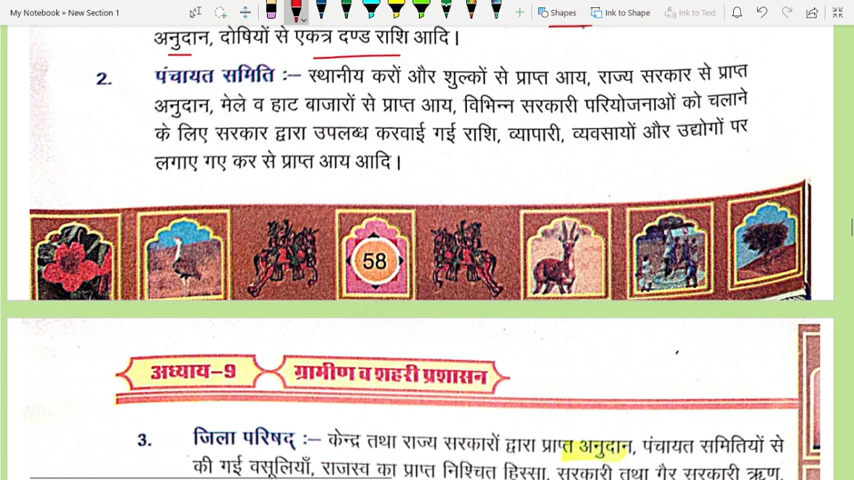 My Notebook » New Section 1
Shapes
Ink to Shape
Ink to Text
अनुदान, दोषियों से एकत्र दण्ड राशि आदि।
2. पंचायत समिति :– स्थानीय करों और शुल्कों से प्राप्त आय, राज्य सरकार से प्राप्त
अनुदान, मेले व हाट बाजारों से प्राप्त आय, विभिन्न सरकारी परियोजनाओं को चलाने
के लिए सरकार द्वारा उपलब्ध करवाई गई राशि, व्यापारी, व्यवसायों और उद्योगों पर
लगाए गए कर से प्राप्त आय आदि।
58
अध्याय–9 ग्रामीण व शहरी प्रशासन
3. जिला परिषद् :– केन्द्र तथा राज्य सरकारों द्वारा प्राप्त अनुदान, पंचायत समितियों से
की गई वसूलियाँ, राजस्व का प्राप्त निश्चित हिस्सा, सरकारी तथा गैर सरकारी ऋण,